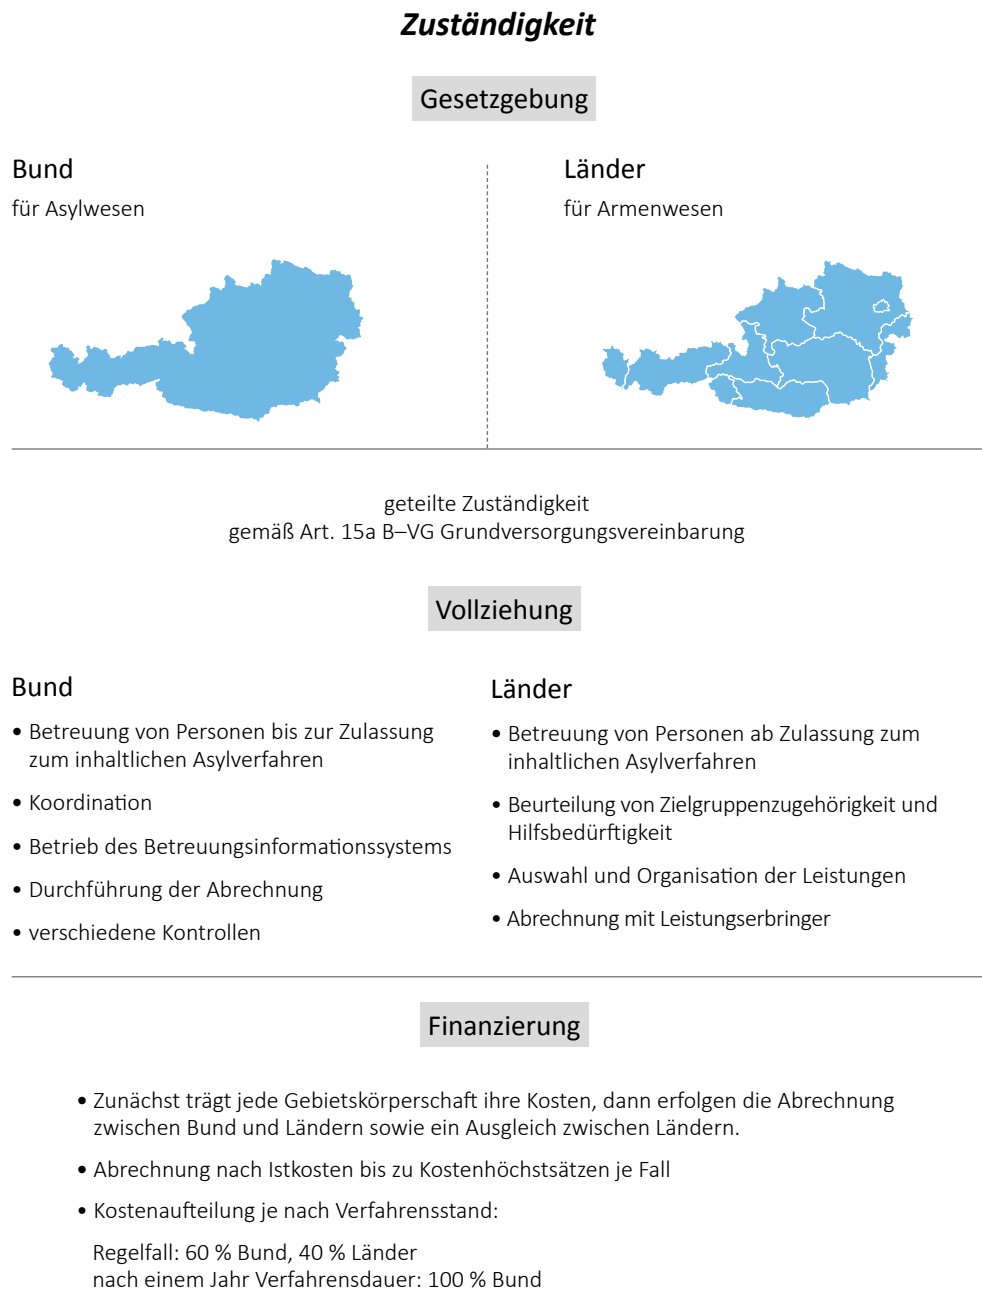 Zuständigkeit
Gesetzgebung
Bund
für Asylwesen
Länder
für Armenwesen
geteilte Zuständigkeit
gemäß Art. 15a B–VG Grundversorgungsvereinbarung
Vollziehung
Bund
• Betreuung von Personen bis zur Zulassung
zum inhaltlichen Asylverfahren
• Koordination
• Betrieb des Betreuungsinformationssystems
• Durchführung der Abrechnung
• verschiedene Kontrollen
Länder
• Betreuung von Personen ab Zulassung zum
inhaltlichen Asylverfahren
• Beurteilung von Zielgruppenzugehörigkeit und
Hilfsbedürftigkeit
• Auswahl und Organisation der Leistungen
• Abrechnung mit Leistungserbringer
Finanzierung
• Zunächst trägt jede Gebietskörperschaft ihre Kosten, dann erfolgen die Abrechnung
zwischen Bund und Ländern sowie ein Ausgleich zwischen Ländern.
• Abrechnung nach Istkosten bis zu Kostenhöchstsätzen je Fall
• Kostenaufteilung je nach Verfahrensstand:
Regelfall: 60 % Bund, 40 % Länder
nach einem Jahr Verfahrensdauer: 100 % Bund